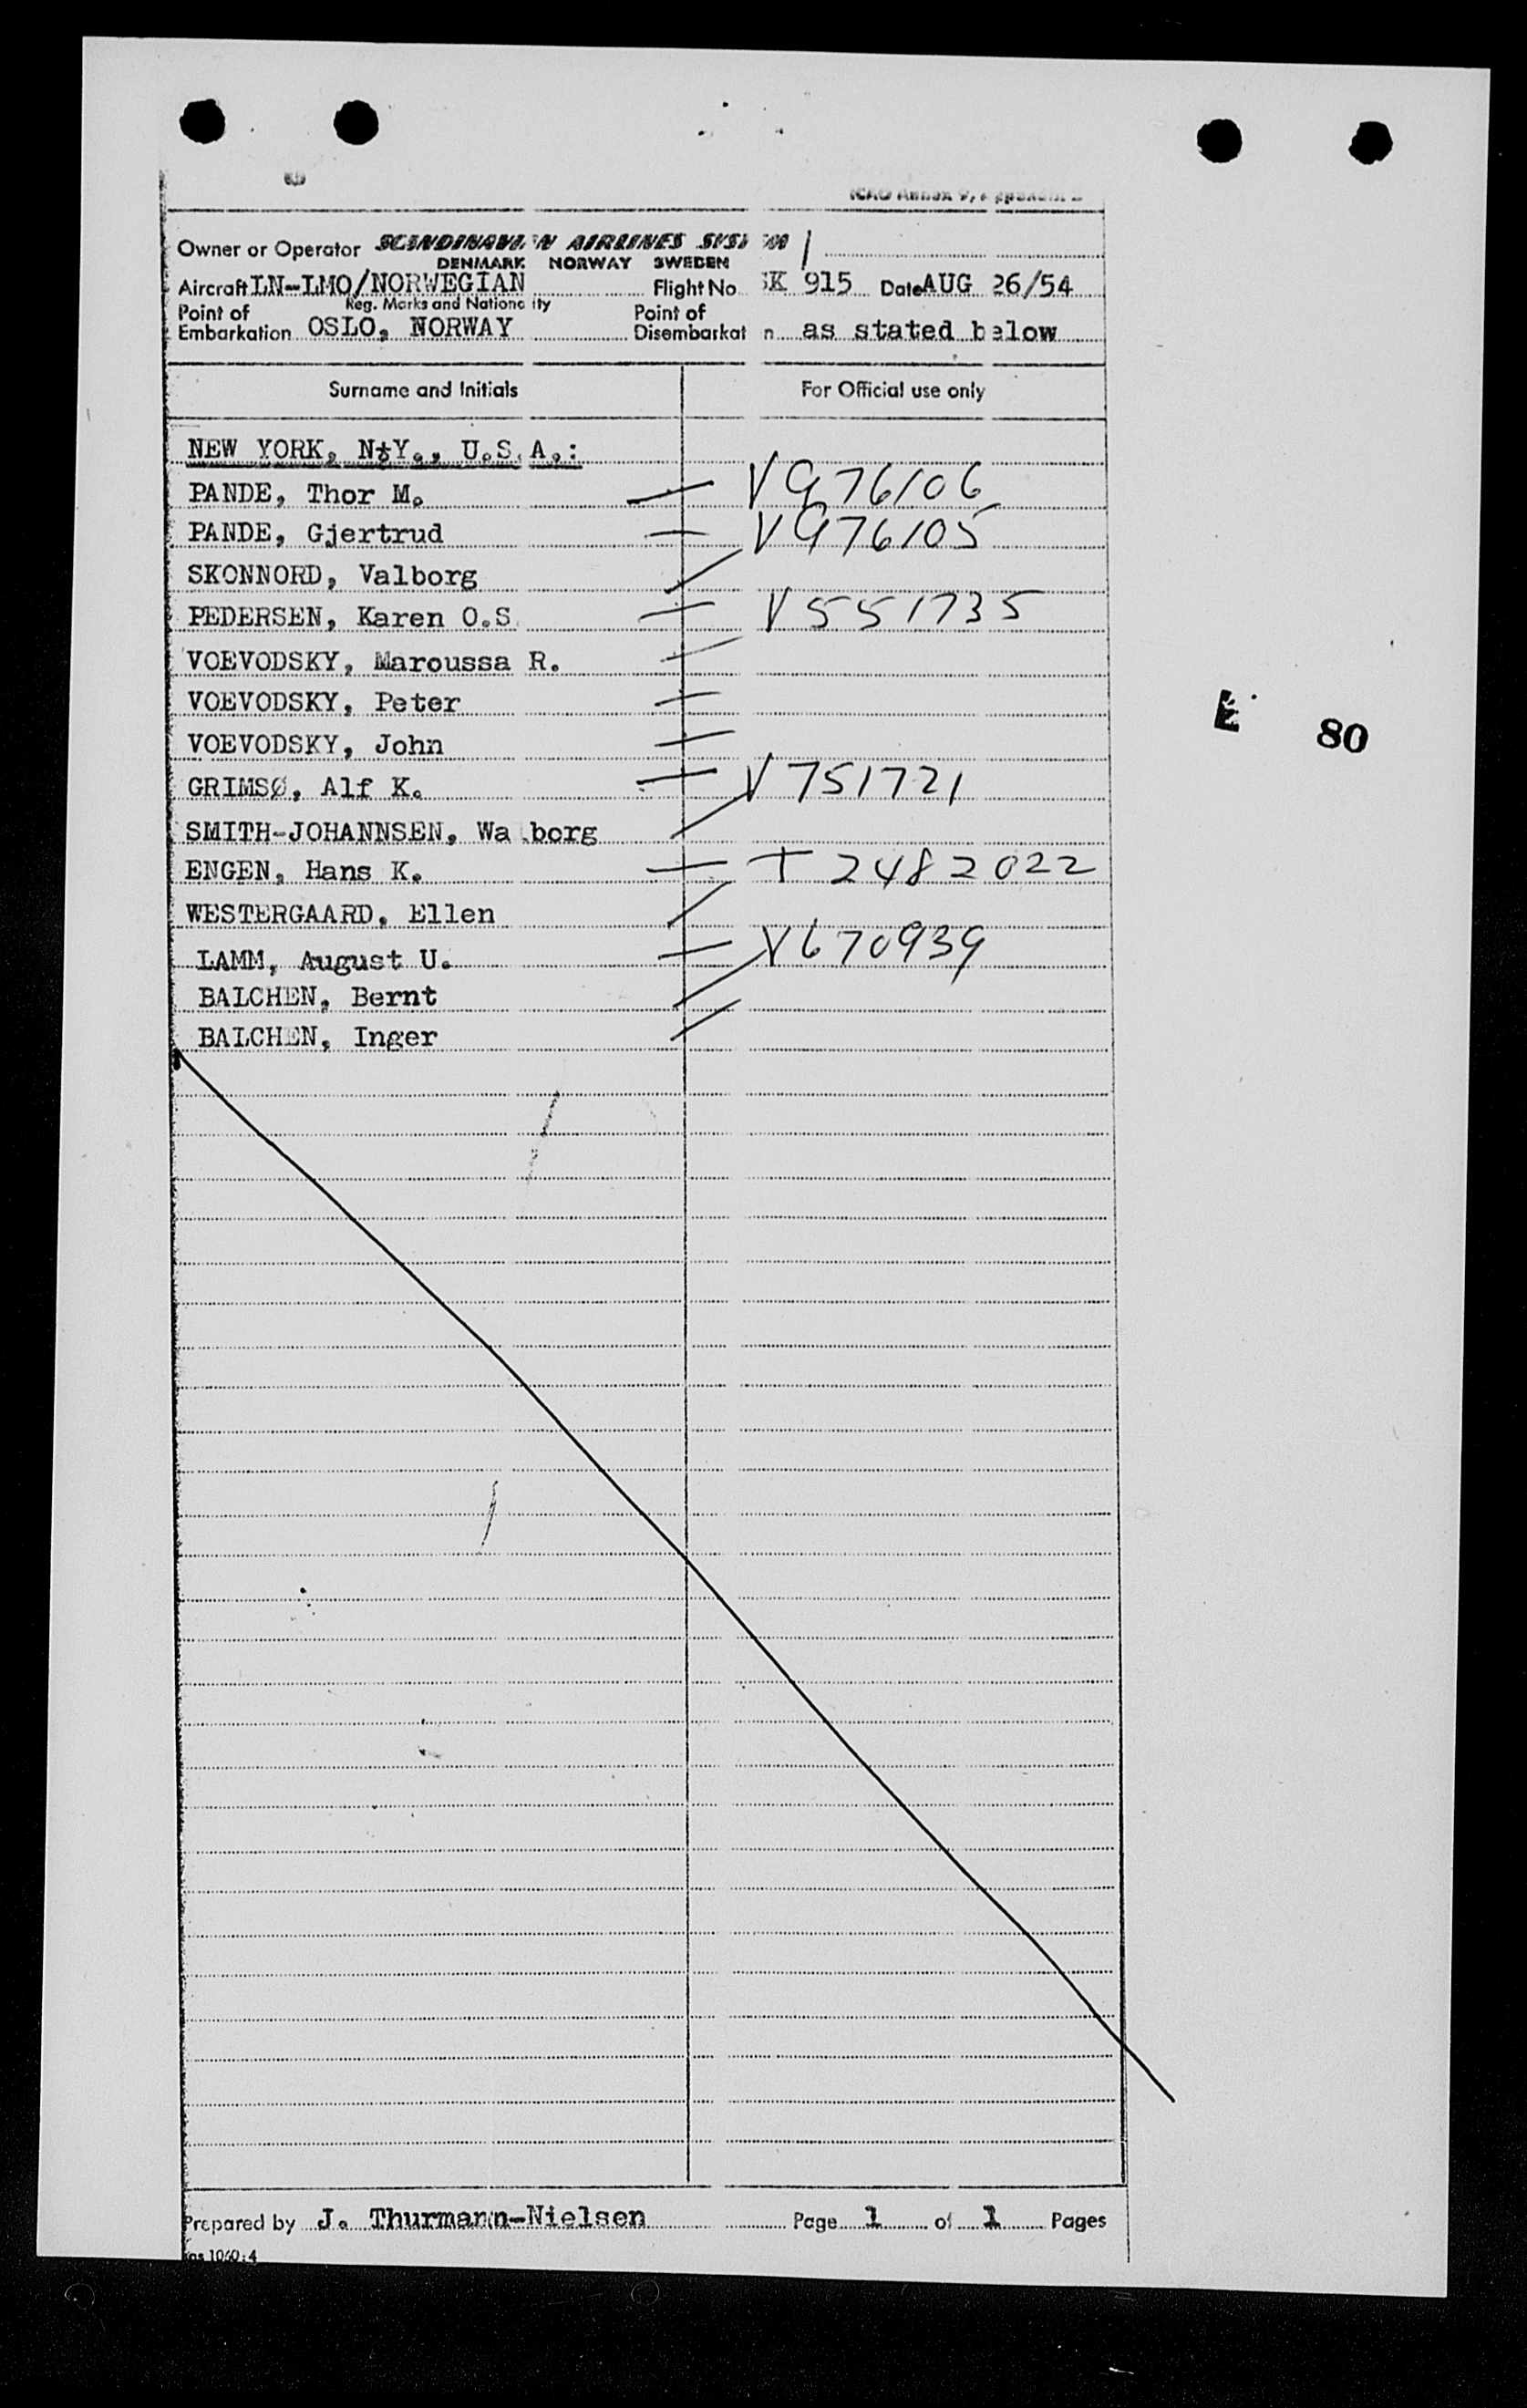 ICAO Annex 9,
Owner or Operator SCANDINAVIAN AIRLINES
DENMARK NORWAY SWEDEN
Aircraft LN-LMO/NORWEGIAN Flight No SK 915 Date AUG 26/54
Reg. Marks and Nationality
Point of Embarkation OSLO, NORWAY Point of Disembarkation as stated below
Surname and Initials For Official use only
NEW YORK, N.Y., U.S.A.:
PANDE, Thor M. V976106
PANDE, Gjertrud V976105
SKONNORD, Valborg
PEDERSEN, Karen O.S. V551735
VOEVODSKY, Maroussa R.
VOEVODSKY, Peter
VOEVODSKY, John
E 80
GRIMSØ, Alf K. V751721
SMITH-JOHANNSEN, Wa borg
ENGEN, Hans K. T2482022
WESTERGAARD, Ellen
LAMM, August U. V670939
BALCHEN, Bernt
BALCHEN, Inger
Prepared by J. Thurmann-Nielsen Page 1 of 1 Pages
1060:4